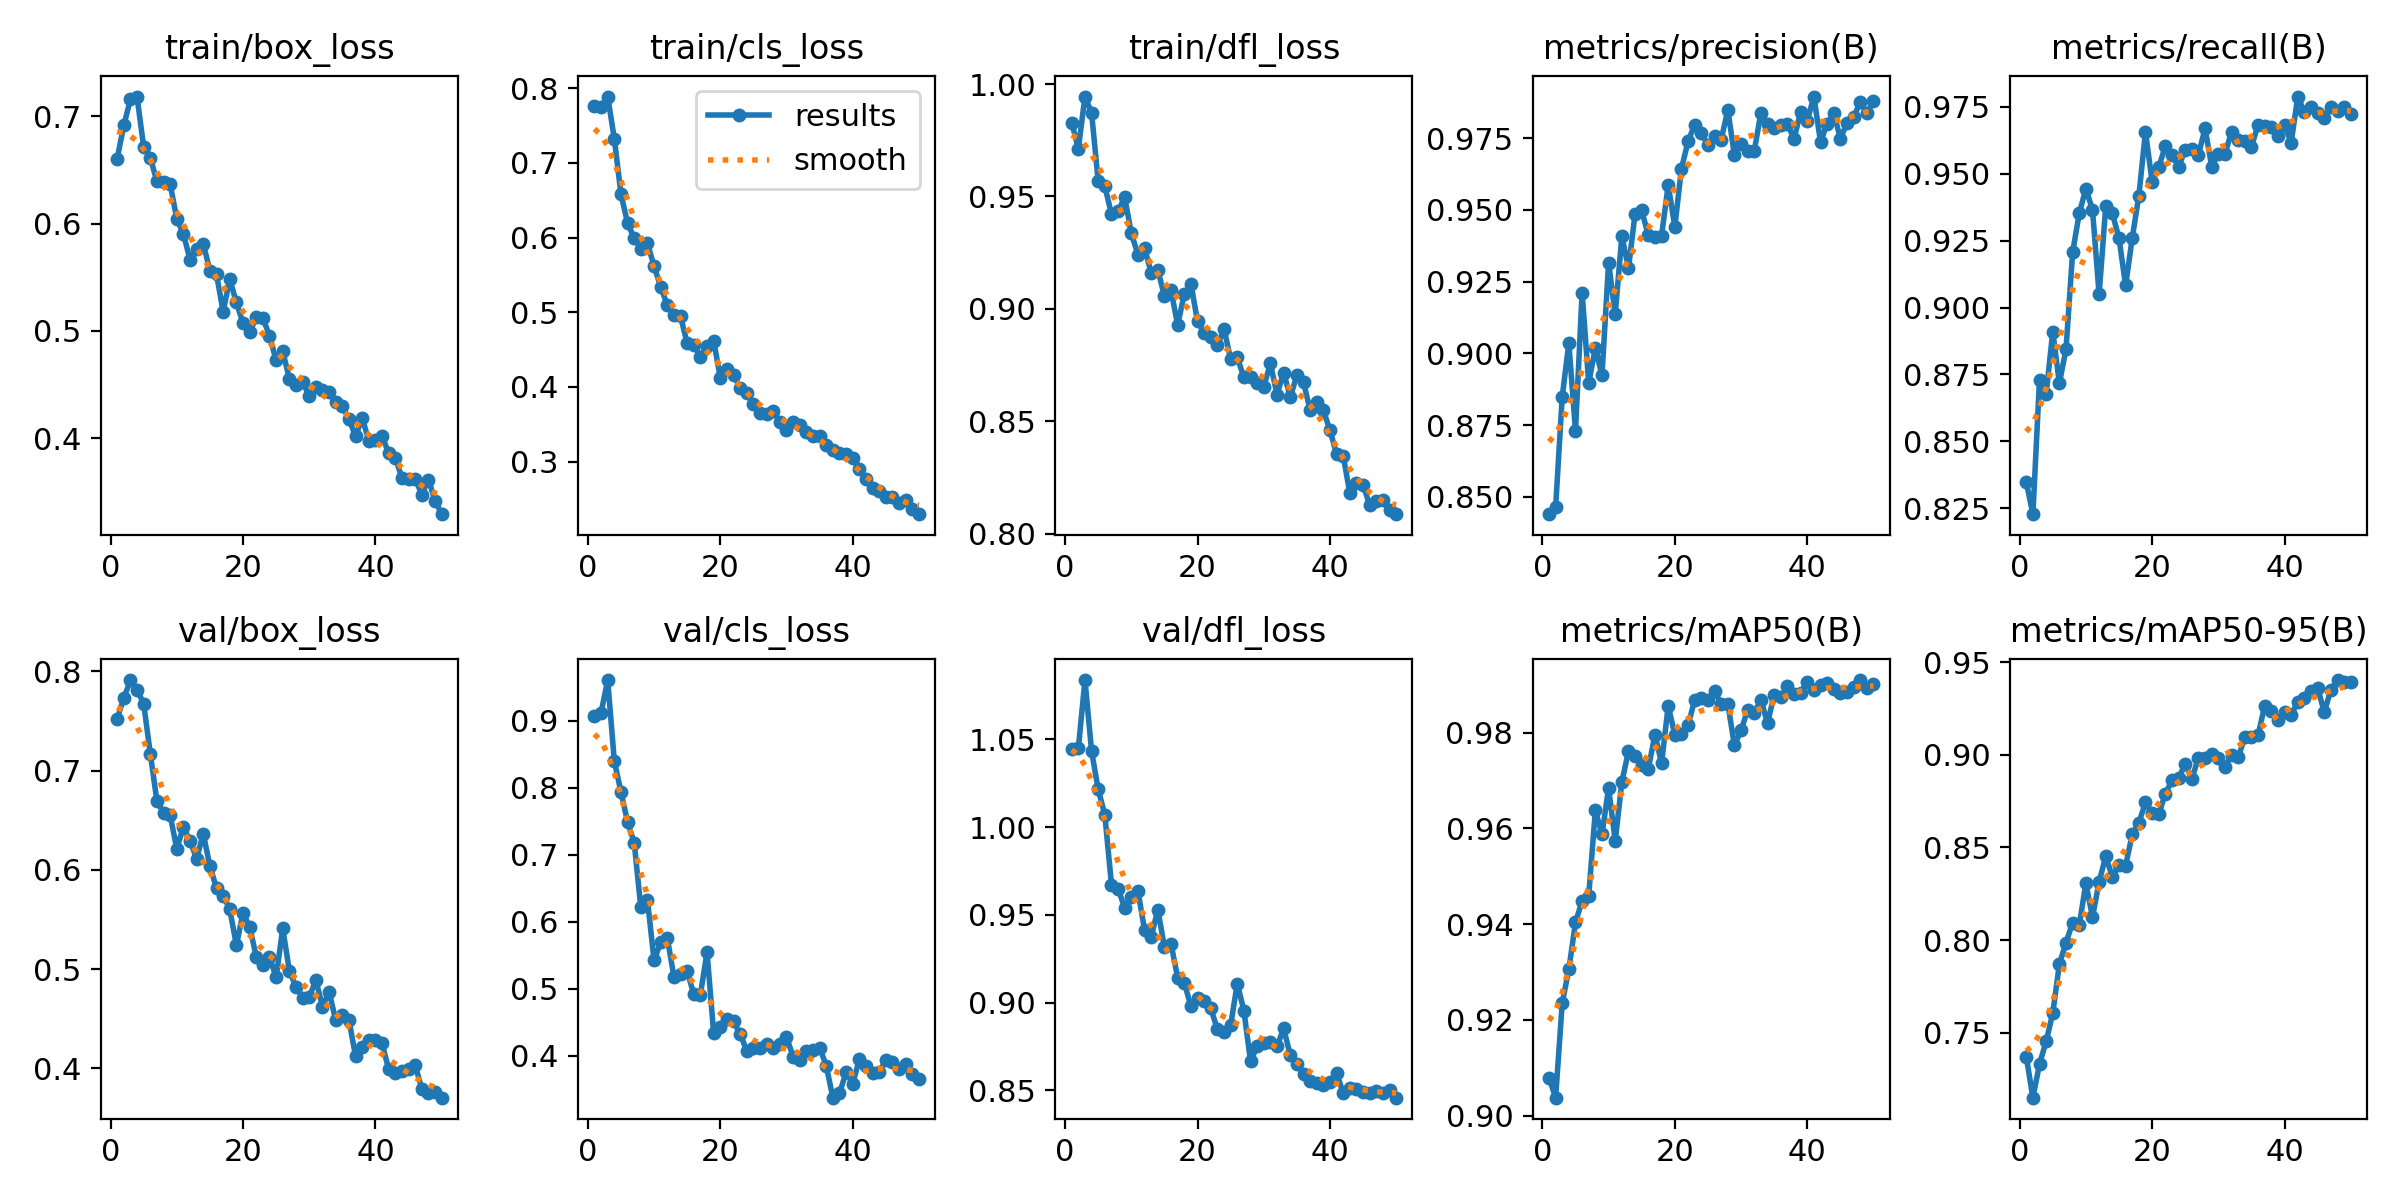 train/box_loss
train/cls_loss
train/dfl_loss
metrics/precision(B)
metrics/recall(B)
0.7
0.6
0.5
0.4
0 20 40
0.8
0.7
0.6
0.5
0.4
0.3
0 20 40
results
smooth
1.00
0.95
0.90
0.85
0.80
0 20 40
0.975
0.950
0.925
0.900
0.875
0.850
0 20 40
0.975
0.950
0.925
0.900
0.875
0.850
0.825
0 20 40
val/box_loss
val/cls_loss
val/dfl_loss
metrics/mAP50(B)
metrics/mAP50-95(B)
0.8
0.7
0.6
0.5
0.4
0 20 40
0.9
0.8
0.7
0.6
0.5
0.4
0 20 40
1.05
1.00
0.95
0.90
0.85
0 20 40
0.98
0.96
0.94
0.92
0.90
0 20 40
0.95
0.90
0.85
0.80
0.75
0 20 40